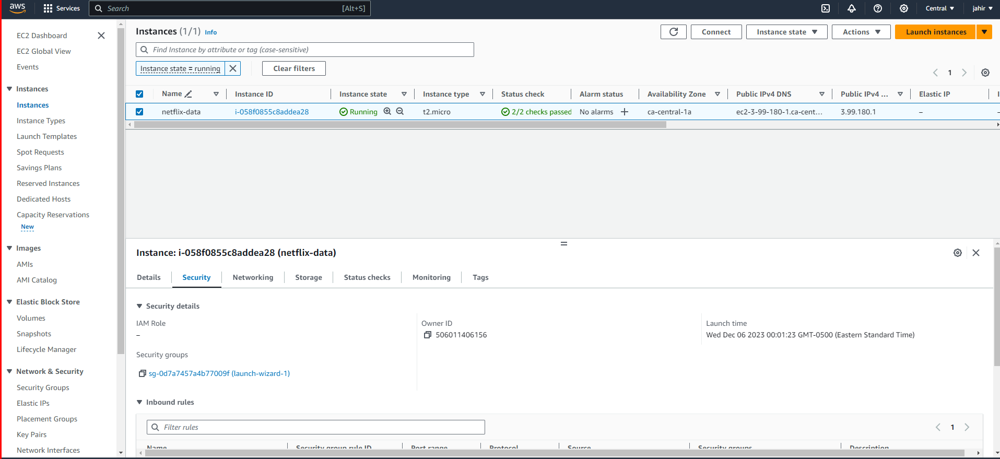 aws Services Search [Alt+S] Central jahir
EC2 Dashboard
EC2 Global View
Events
Instances
Instances
Instance Types
Launch Templates
Spot Requests
Savings Plans
Reserved Instances
Dedicated Hosts
Capacity Reservations
New
Images
AMIs
AMI Catalog
Elastic Block Store
Volumes
Snapshots
Lifecycle Manager
Network & Security
Security Groups
Elastic IPs
Placement Groups
Key Pairs
Network Interfaces
Instances (1/1) Info Connect Instance state Actions Launch instances
Find Instance by attribute or tag (case-sensitive)
Instance state = running Clear filters 1
Name Instance ID Instance state Instance type Status check Alarm status Availability Zone Public IPv4 DNS Public IPv4 ... Elastic IP
netflix-data i-058f0855c8addea28 Running t2.micro 2/2 checks passed No alarms ca-central-1a ec2-3-99-180-1.ca-cent... 3.99.180.1 –
Instance: i-058f0855c8addea28 (netflix-data)
Details Security Networking Storage Status checks Monitoring Tags
Security details
IAM Role Owner ID Launch time
– 506011406156 Wed Dec 06 2023 00:01:23 GMT-0500 (Eastern Standard Time)
Security groups
sg-0d7a7457a4b77009f (launch-wizard-1)
Inbound rules
Filter rules 1
Name Security group rule ID Port range Protocol Source Security groups Description